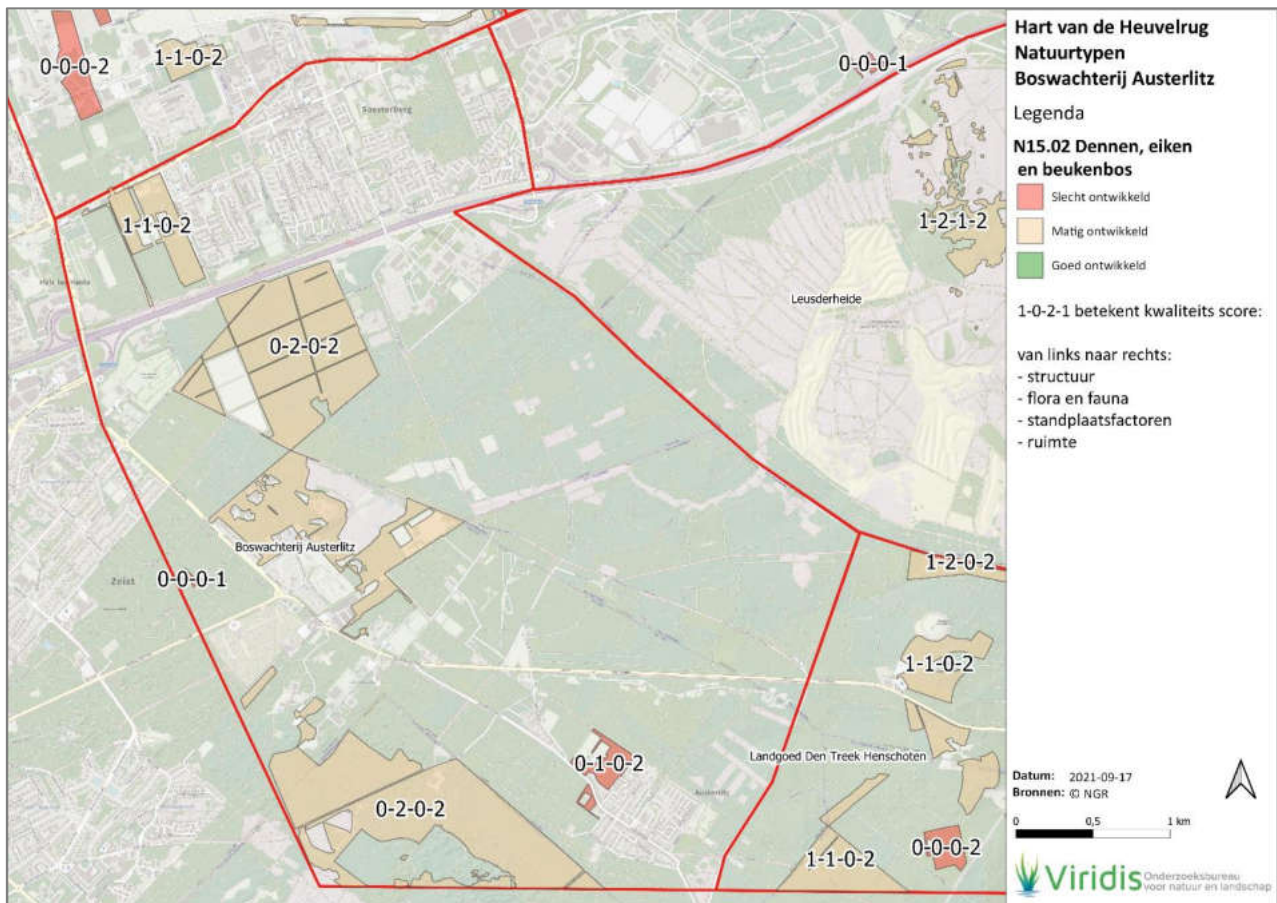 0-0-0-2
1-1-0-2
0-0-0-1
Soesterberg
1-1-0-2
1-2-1-2
Huis ter Heide
Leusderheide
0-2-0-2
Boswachterij Austerlitz
1-2-0-2
Zeist
0-0-0-1
1-1-0-2
0-1-0-2
Landgoed Den Treek Henschoten
Austerlitz
0-2-0-2
1-1-0-2
0-0-0-2
Hart van de Heuvelrug
Natuurtypen
Boswachterij Austerlitz
Legenda
N15.02 Dennen, eiken
en beukenbos
Slecht ontwikkeld
Matig ontwikkeld
Goed ontwikkeld
1-0-2-1 betekent kwaliteits score:
van links naar rechts:
- structuur
- flora en fauna
- standplaatsfactoren
- ruimte
Datum: 2021-09-17
Bronnen: © NGR
0 0,5 1 km
Viridis Onderzoeksbureau
voor natuur en landschap